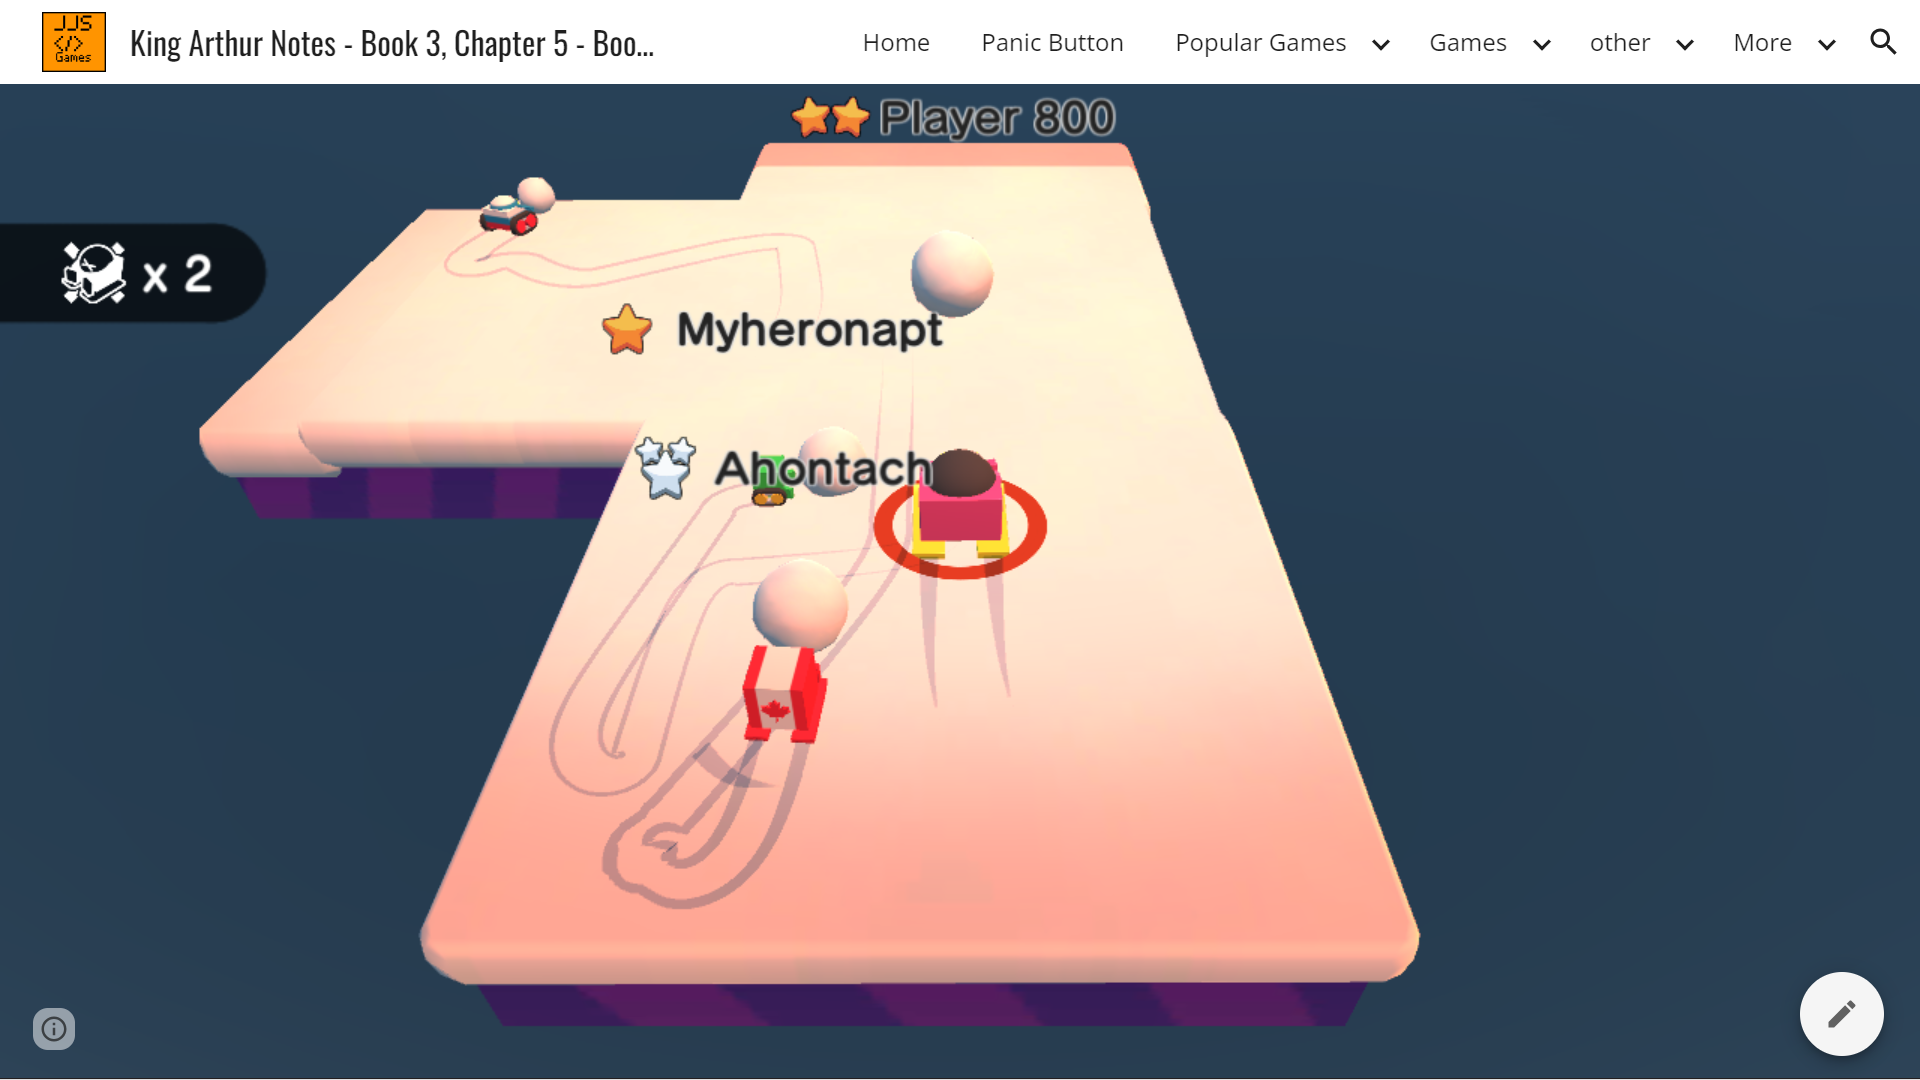 JJS
</>
Games
King Arthur Notes - Book 3, Chapter 5 - Boo...
Home
Panic Button
Popular Games
Games
other
More
Player 800
x 2
Myheronapt
Ahontach